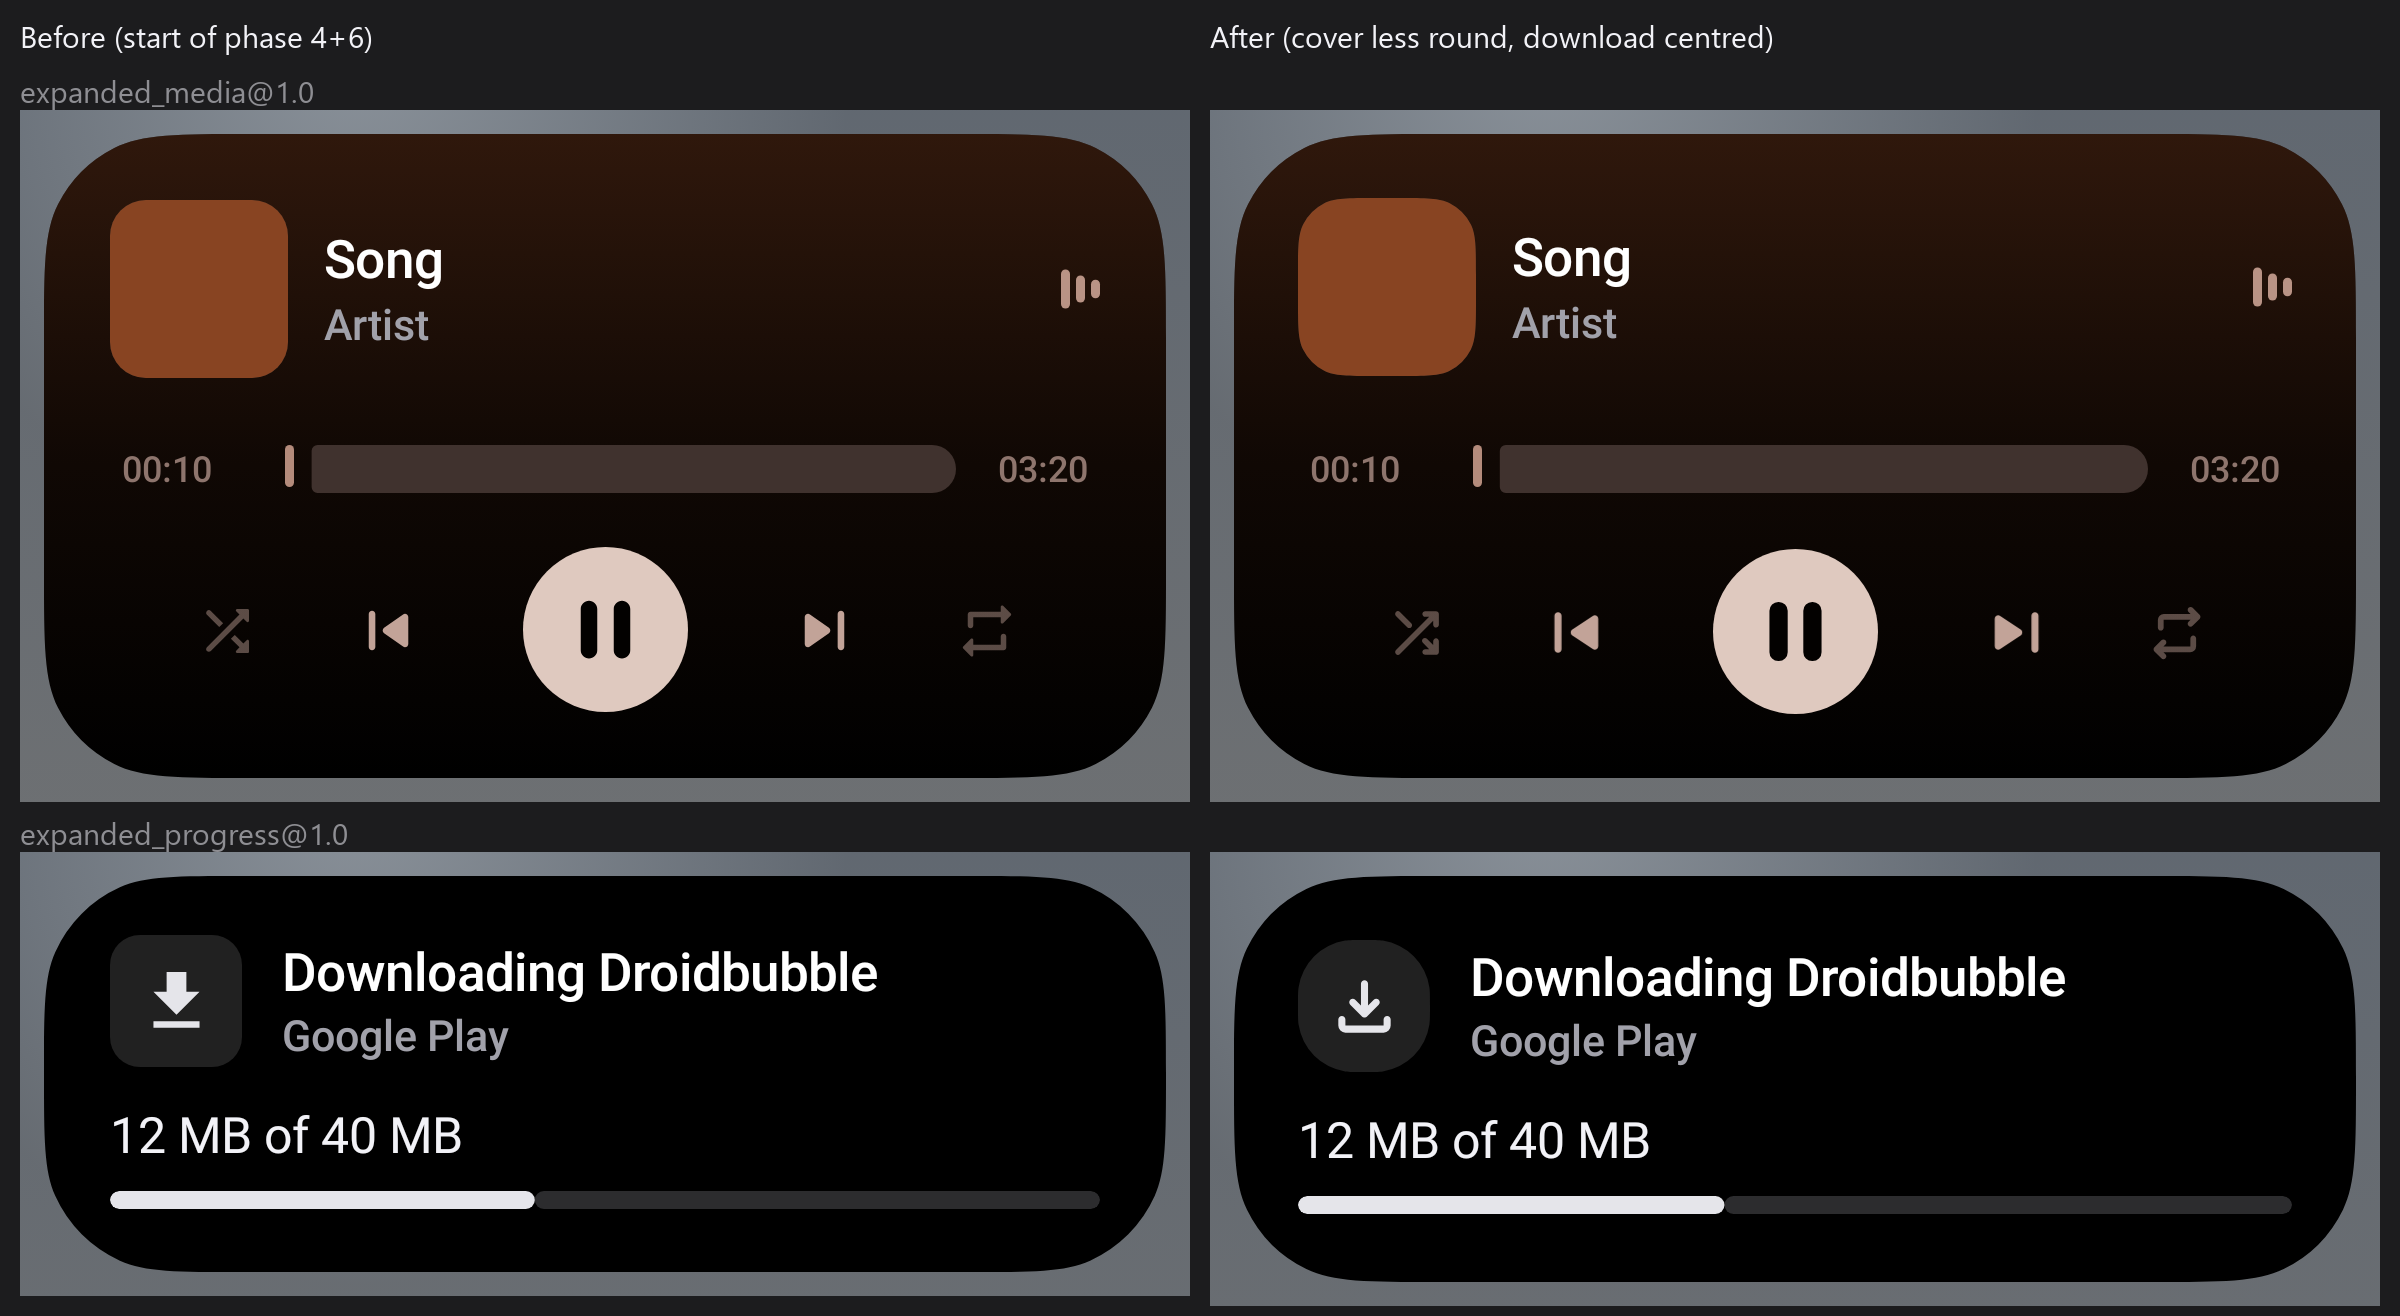 Before (start of phase 4+6)
After (cover less round, download centred)
expanded_media@1.0
Song
Artist
00:10
03:20
Song
Artist
00:10
03:20
expanded_progress@1.0
Downloading Droidbubble
Google Play
12 MB of 40 MB
Downloading Droidbubble
Google Play
12 MB of 40 MB